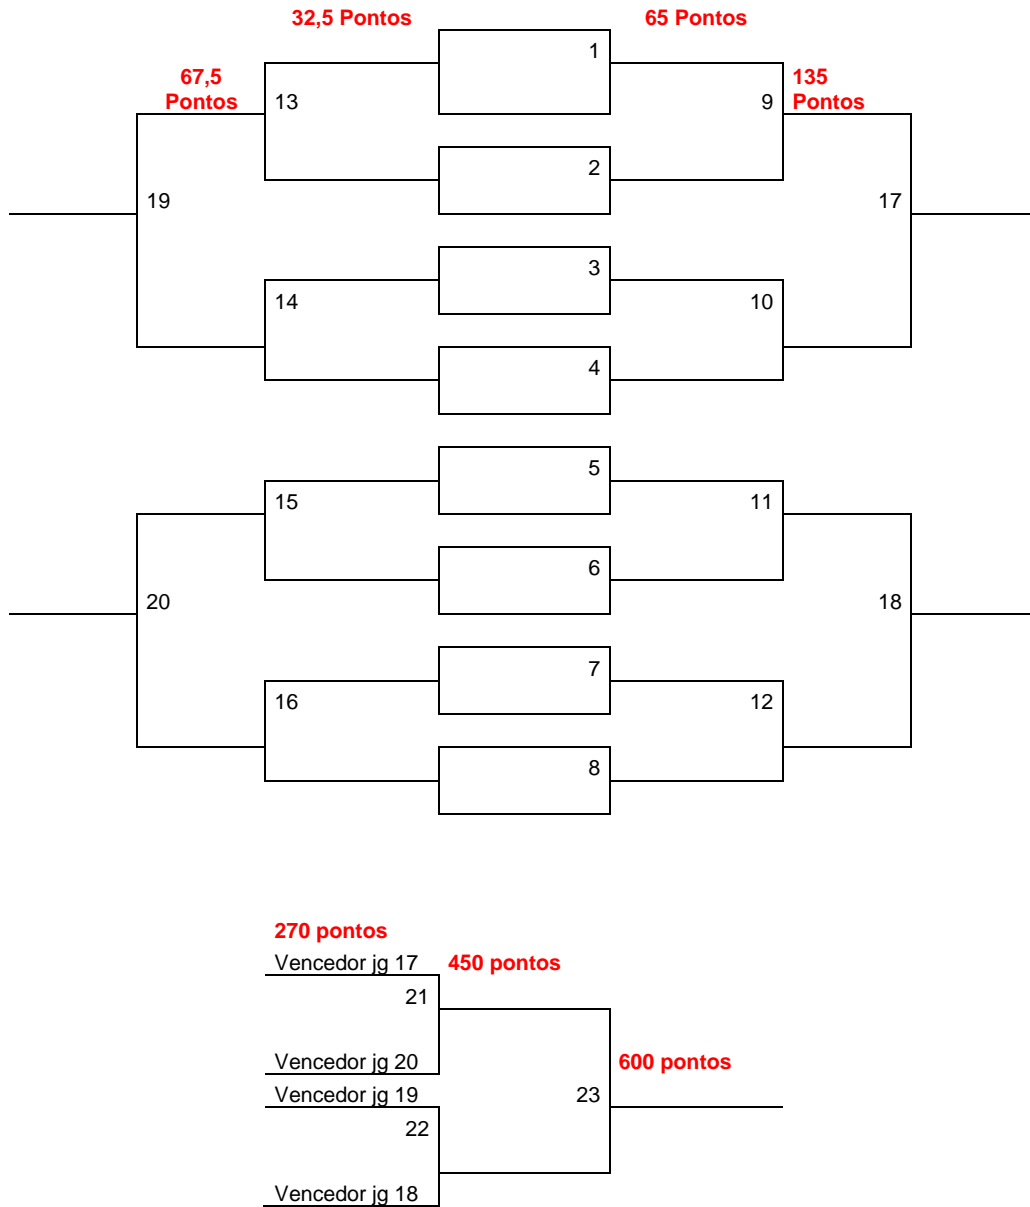 32,5 Pontos
65 Pontos
1
67,5
Pontos
13
9
135
Pontos
2
19
17
3
14
10
4
5
15
11
6
20
18
7
16
12
8
270 pontos
Vencedor jg 17
450 pontos
21
Vencedor jg 20
600 pontos
Vencedor jg 19
23
22
Vencedor jg 18